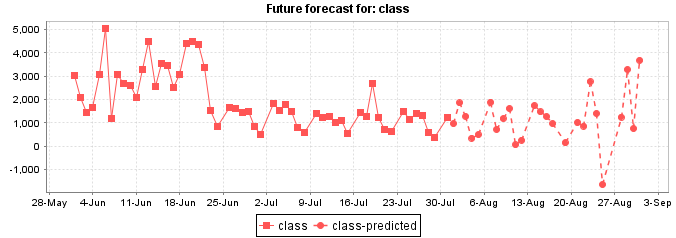 Future forecast for: class
5,000
4,000
3,000
2,000
1,000
0
-1,000
28-May 4-Jun 11-Jun 18-Jun 25-Jun 2-Jul 9-Jul 16-Jul 23-Jul 30-Jul 6-Aug 13-Aug 20-Aug 27-Aug 3-Sep
class class-predicted